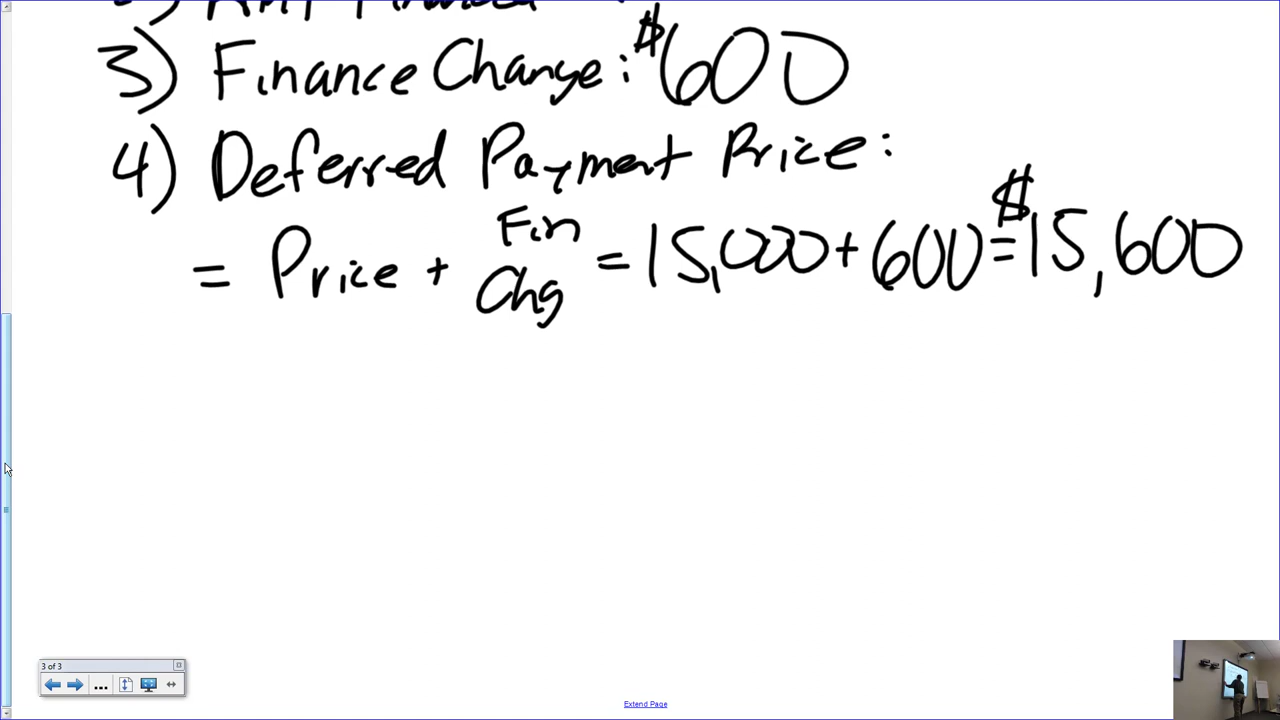 3) Finance Change: $600
4) Deferred Payment Price:
= Price + Fin Chg = 15,000 + 600 = $15,600
3 of 3
...
Extend Page